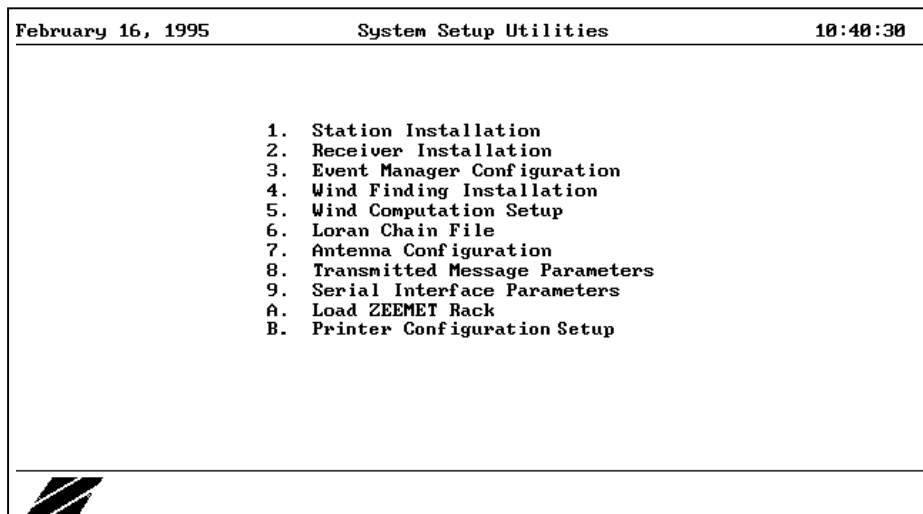 February 16, 1995 System Setup Utilities 10:40:30
1. Station Installation
2. Receiver Installation
3. Event Manager Configuration
4. Wind Finding Installation
5. Wind Computation Setup
6. Loran Chain File
7. Antenna Configuration
8. Transmitted Message Parameters
9. Serial Interface Parameters
A. Load ZEEMET Rack
B. Printer Configuration Setup